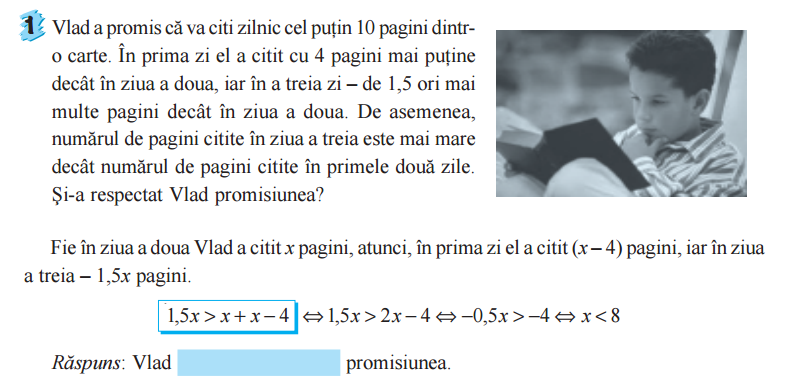 1 Vlad a promis că va citi zilnic cel puțin 10 pagini dintr-
o carte. În prima zi el a citit cu 4 pagini mai puține
decât în ziua a doua, iar în a treia zi – de 1,5 ori mai
multe pagini decât în ziua a doua. De asemenea,
numărul de pagini citite în ziua a treia este mai mare
decât numărul de pagini citite în primele două zile.
Și-a respectat Vlad promisiunea?
Fie în ziua a doua Vlad a citit x pagini, atunci, în prima zi el a citit (x – 4) pagini, iar în ziua
a treia – 1,5x pagini.
1,5x > x + x – 4 ⇔ 1,5x > 2x – 4 ⇔ –0,5x > –4 ⇔ x < 8
Răspuns: Vlad promisiunea.